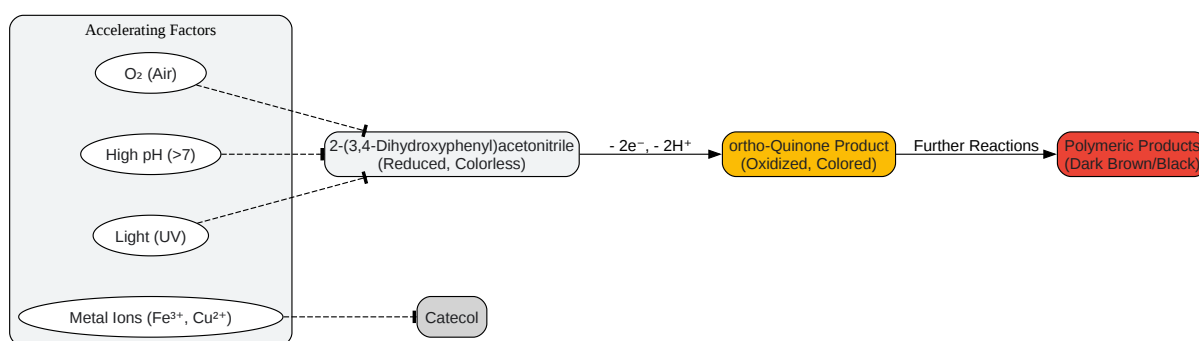 Accelerating Factors
O₂ (Air)
High pH (>7)
Light (UV)
Metal Ions (Fe³⁺, Cu²⁺)
2-(3,4-Dihydroxyphenyl)acetonitrile
(Reduced, Colorless)
- 2e⁻, - 2H⁺
ortho-Quinone Product
(Oxidized, Colored)
Further Reactions
Polymeric Products
(Dark Brown/Black)
Catecol